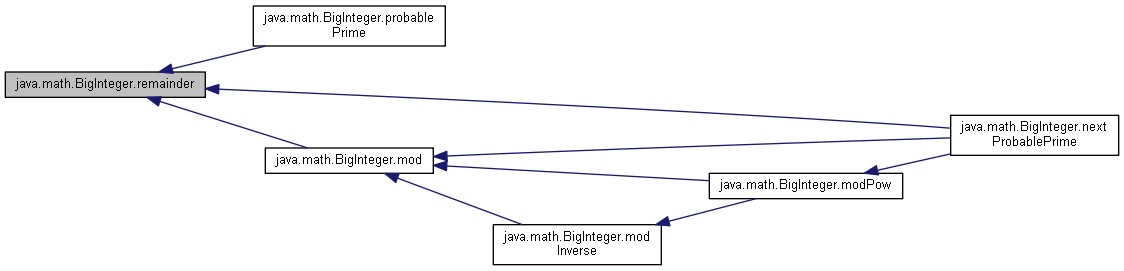 java.math.BigInteger.probable
Prime
java.math.BigInteger.remainder
java.math.BigInteger.next
ProbablePrime
java.math.BigInteger.mod
java.math.BigInteger.modPow
java.math.BigInteger.mod
Inverse